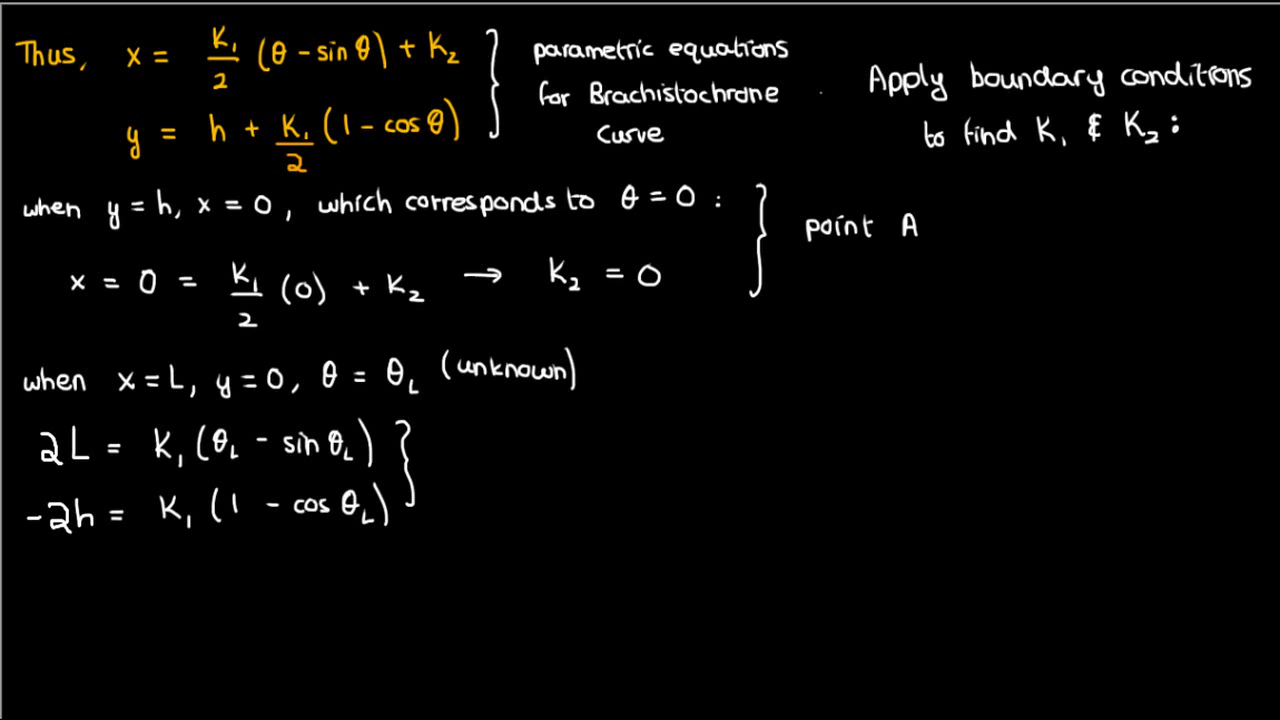 Thus, x = K₁/2 (θ - sin θ) + K₂
y = h + K₁/2 (1 - cos θ)
parametric equations
for Brachistochrone
curve
Apply boundary conditions
to find K₁ & K₂:
when y = h, x = 0, which corresponds to θ = 0 :
x = 0 = K₁/2 (0) + K₂ → K₂ = 0
point A
when x = L, y = 0, θ = θ_L (unknown)
2L = K₁ (θ_L - sin θ_L)
-2h = K₁ (1 - cos θ_L)